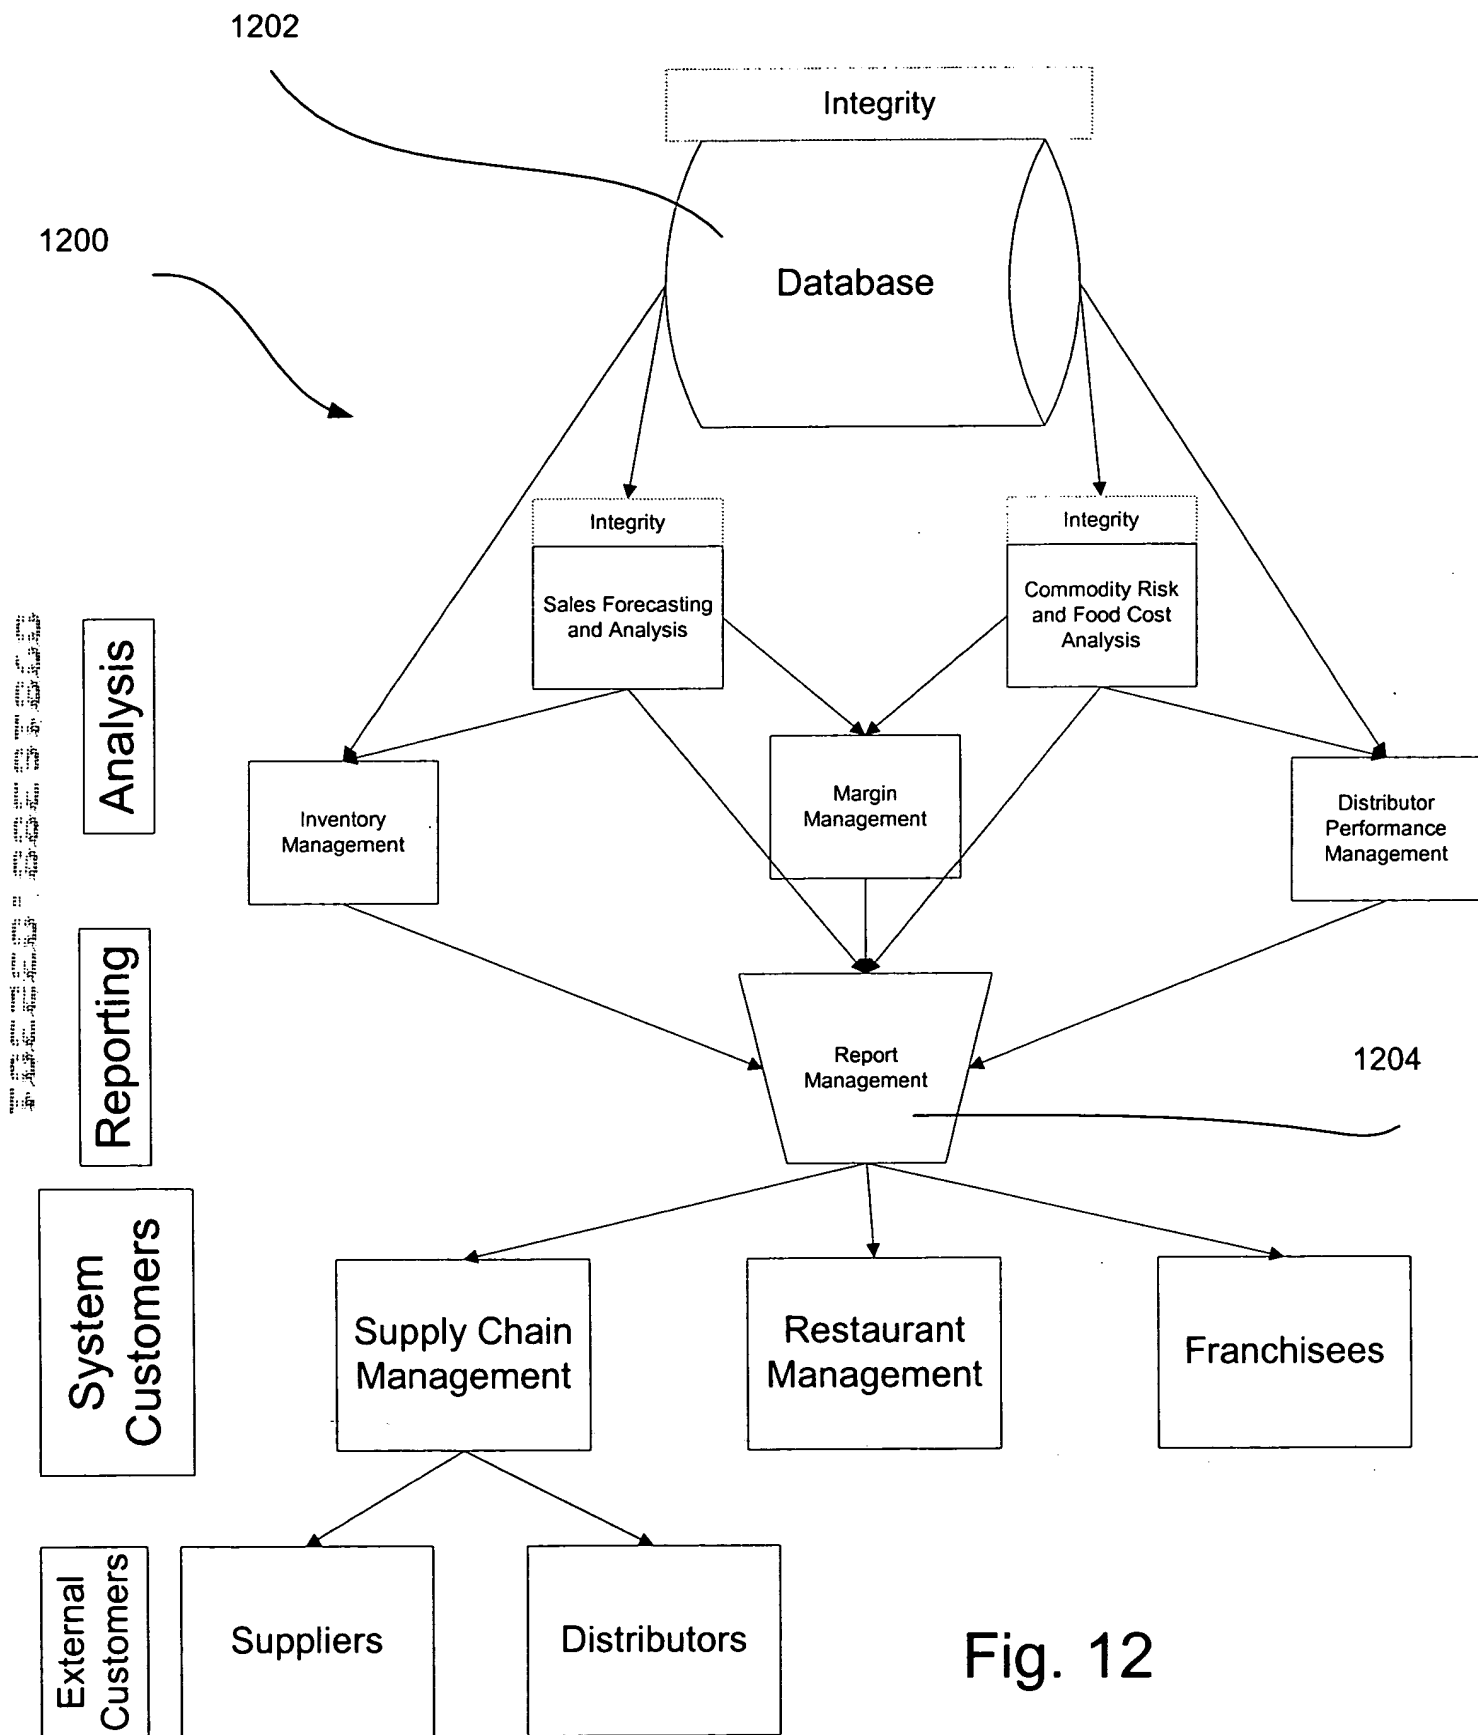 1202
Integrity
1200
Database
Integrity
Integrity
Sales Forecasting
and Analysis
Commodity Risk
and Food Cost
Analysis
Analysis
Inventory
Management
Margin
Management
Distributor
Performance
Management
Reporting
Report
Management
1204
System
Customers
Supply Chain
Management
Restaurant
Management
Franchisees
External
Customers
Suppliers
Distributors
Fig. 12